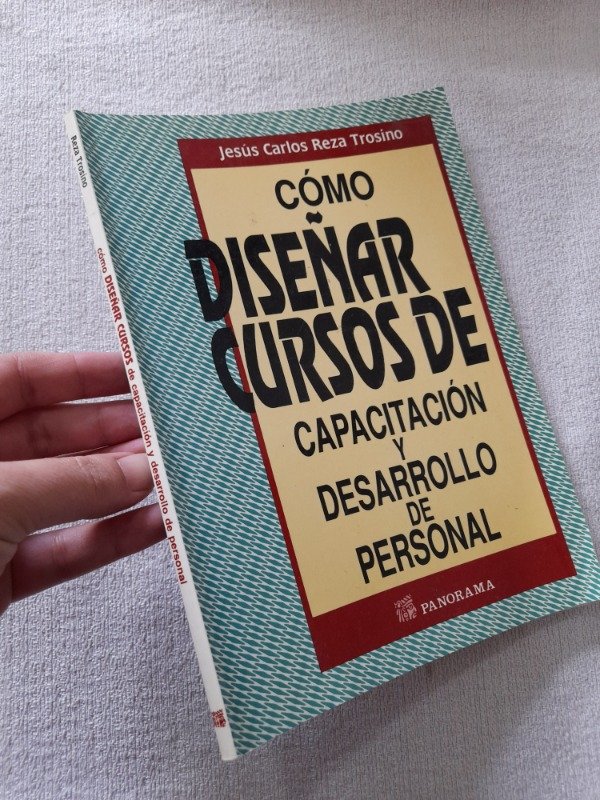 Jesús Carlos Reza Trosino
CÓMO
DISEÑAR
CURSOS DE
CAPACITACIÓN
Y
DESARROLLO
DE
PERSONAL
PANORAMA
Reza Trosino
cómo DISEÑAR CURSOS de capacitación y desarrollo de personal